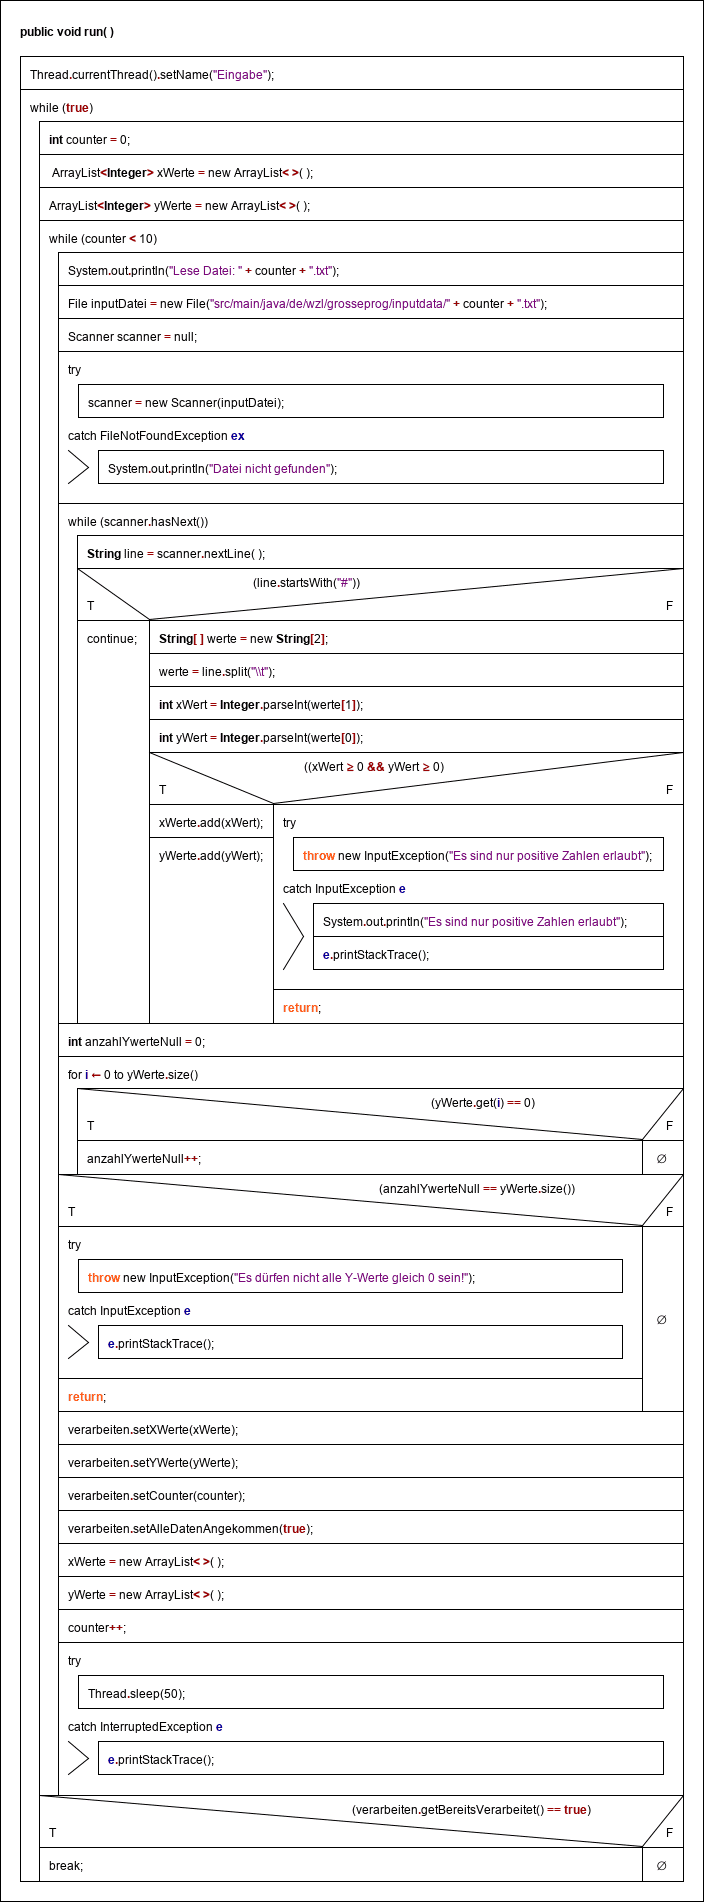 public void run( )
Thread.currentThread().setName("Eingabe");
while (true)
int counter = 0;
ArrayList<Integer> xWerte = new ArrayList< >( );
ArrayList<Integer> yWerte = new ArrayList< >( );
while (counter < 10)
System.out.println("Lese Datei: " + counter + ".txt");
File inputDatei = new File("src/main/java/de/wzl/grosseprog/inputdata/" + counter + ".txt");
Scanner scanner = null;
try
scanner = new Scanner(inputDatei);
catch FileNotFoundException ex
System.out.println("Datei nicht gefunden");
while (scanner.hasNext())
String line = scanner.nextLine( );
(line.startsWith("#"))
T F
continue; String[ ] werte = new String[2];
werte = line.split("\\t");
int xWert = Integer.parseInt(werte[1]);
int yWert = Integer.parseInt(werte[0]);
((xWert ≥ 0 && yWert ≥ 0)
T F
xWerte.add(xWert); try
yWerte.add(yWert); throw new InputException("Es sind nur positive Zahlen erlaubt");
catch InputException e
System.out.println("Es sind nur positive Zahlen erlaubt");
e.printStackTrace();
return;
int anzahlYwerteNull = 0;
for i ← 0 to yWerte.size()
(yWerte.get(i) == 0)
T F
anzahlYwerteNull++; ∅
(anzahlYwerteNull == yWerte.size())
T F
try
throw new InputException("Es dürfen nicht alle Y-Werte gleich 0 sein!");
catch InputException e
∅
e.printStackTrace();
return;
verarbeiten.setXWerte(xWerte);
verarbeiten.setYWerte(yWerte);
verarbeiten.setCounter(counter);
verarbeiten.setAlleDatenAngekommen(true);
xWerte = new ArrayList< >( );
yWerte = new ArrayList< >( );
counter++;
try
Thread.sleep(50);
catch InterruptedException e
e.printStackTrace();
(verarbeiten.getBereitsVerarbeitet() == true)
T F
break; ∅